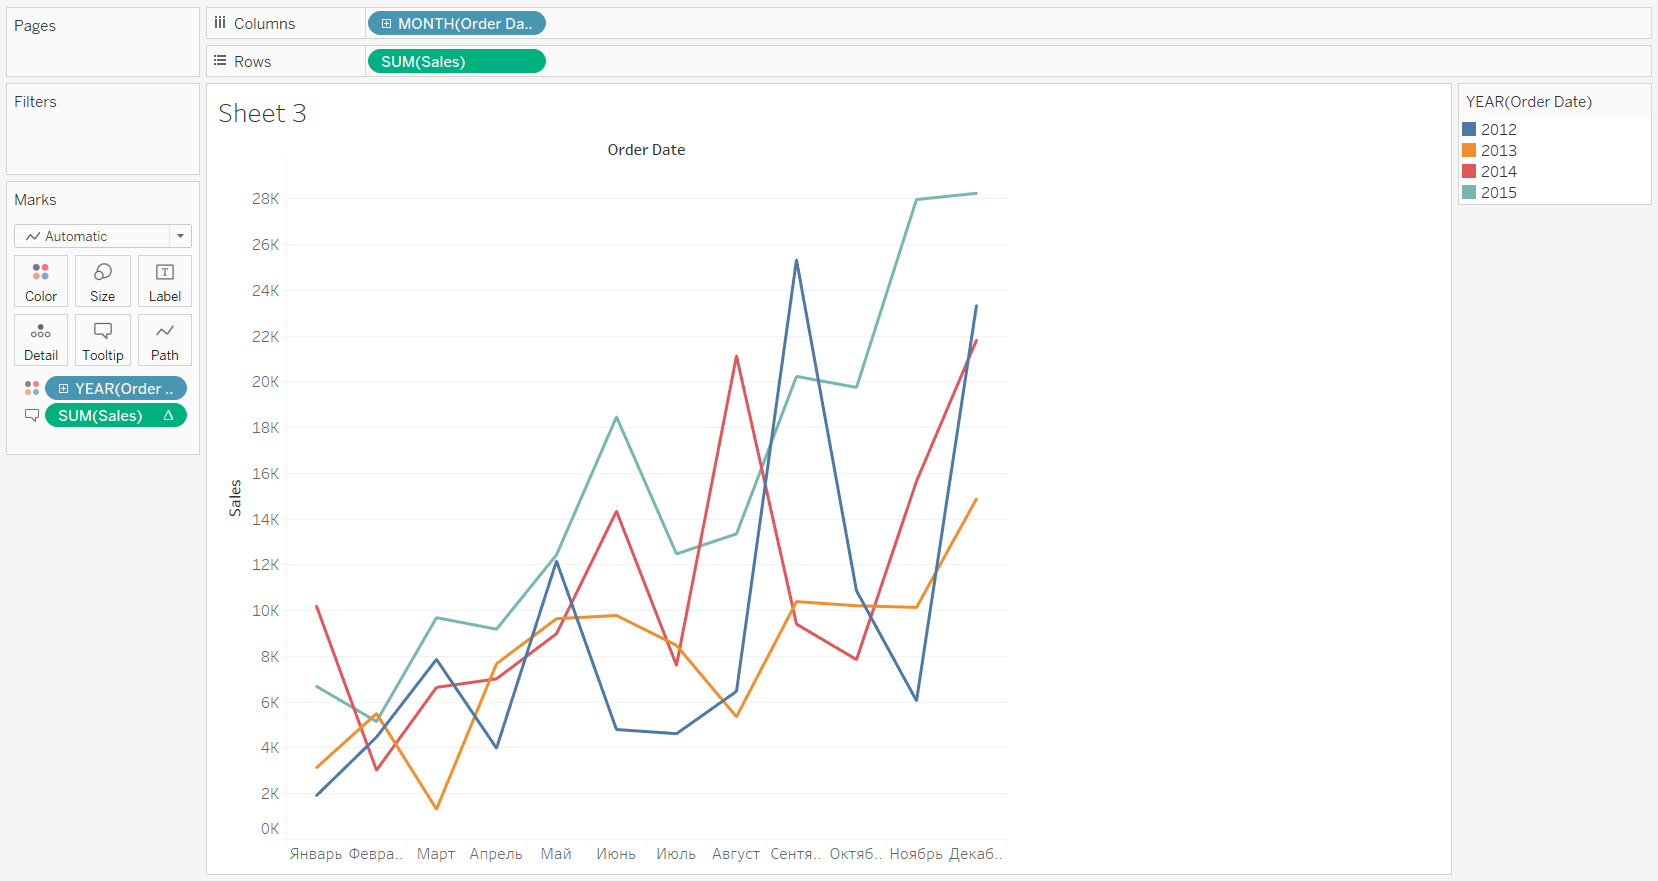 Pages
Columns
MONTH(Order Da..
Rows
SUM(Sales)
Filters
Marks
Automatic
Color
Size
T
Label
Detail
Tooltip
Path
YEAR(Order ..
SUM(Sales) Δ
Sheet 3
Order Date
Sales
28K
26K
24K
22K
20K
18K
16K
14K
12K
10K
8K
6K
4K
2K
0K
Январь Февра.. Март Апрель Май Июнь Июль Август Сентя.. Октяб.. Ноябрь Декаб..
YEAR(Order Date)
2012
2013
2014
2015